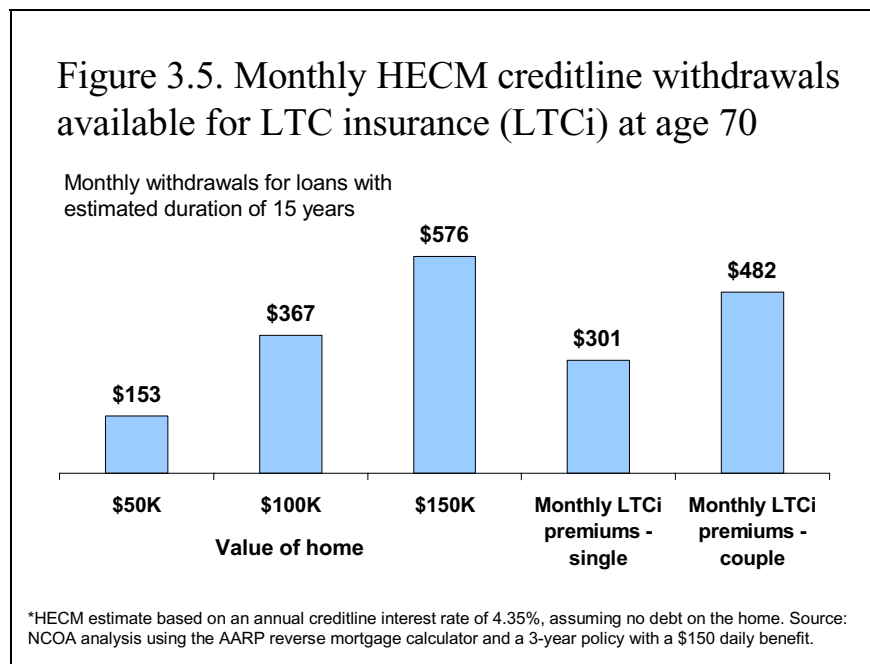 Figure 3.5. Monthly HECM creditline withdrawals
available for LTC insurance (LTCi) at age 70
Monthly withdrawals for loans with
estimated duration of 15 years
$153
$367
$576
$301
$482
$50K
$100K
$150K
Monthly LTCi
premiums -
single
Monthly LTCi
premiums -
couple
Value of home
*HECM estimate based on an annual creditline interest rate of 4.35%, assuming no debt on the home. Source:
NCOA analysis using the AARP reverse mortgage calculator and a 3-year policy with a $150 daily benefit.